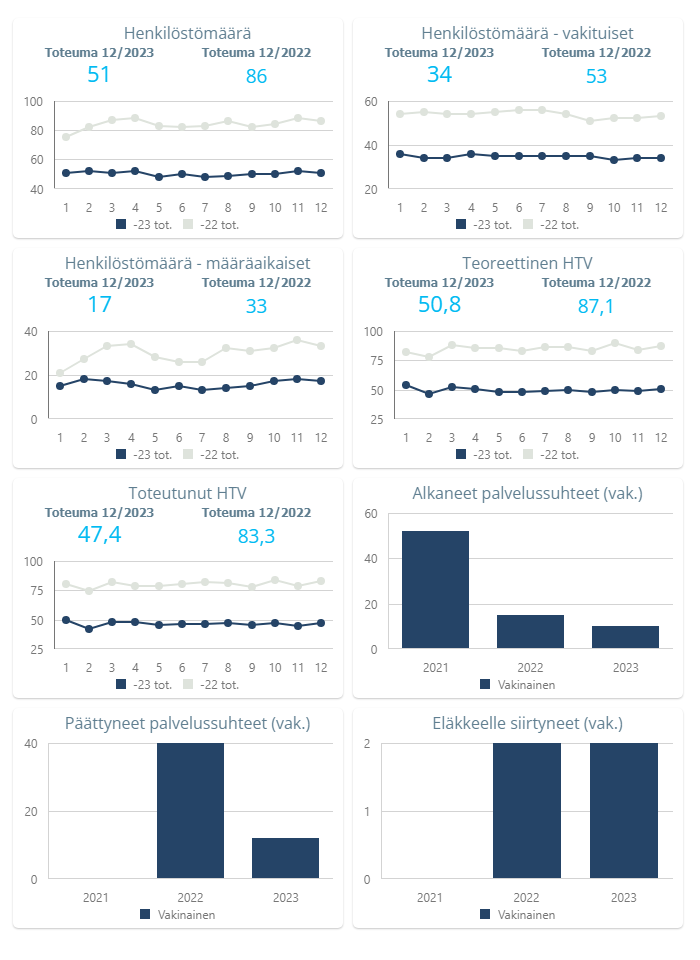 Henkilöstömäärä
Toteuma 12/2023 Toteuma 12/2022
51 86
100
80
60
40
1 2 3 4 5 6 7 8 9 10 11 12
-23 tot. -22 tot.
Henkilöstömäärä - vakituiset
Toteuma 12/2023 Toteuma 12/2022
34 53
60
40
20
1 2 3 4 5 6 7 8 9 10 11 12
-23 tot. -22 tot.
Henkilöstömäärä - määräaikaiset
Toteuma 12/2023 Toteuma 12/2022
17 33
40
20
0
1 2 3 4 5 6 7 8 9 10 11 12
-23 tot. -22 tot.
Teoreettinen HTV
Toteuma 12/2023 Toteuma 12/2022
50,8 87,1
100
75
50
25
1 2 3 4 5 6 7 8 9 10 11 12
-23 tot. -22 tot.
Toteutunut HTV
Toteuma 12/2023 Toteuma 12/2022
47,4 83,3
100
75
50
25
1 2 3 4 5 6 7 8 9 10 11 12
-23 tot. -22 tot.
Alkaneet palvelussuhteet (vak.)
60
40
20
0
2021 2022 2023
Vakinainen
Päättyneet palvelussuhteet (vak.)
40
20
0
2021 2022 2023
Vakinainen
Eläkkeelle siirtyneet (vak.)
2
1
0
2021 2022 2023
Vakinainen